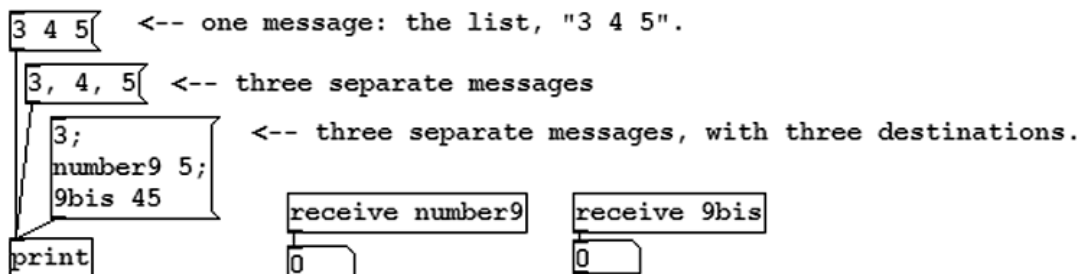 3 4 5 <-- one message: the list, "3 4 5".
3, 4, 5 <-- three separate messages
3; <-- three separate messages, with three destinations.
number9 5;
9bis 45
receive number9 receive 9bis
print 0 0